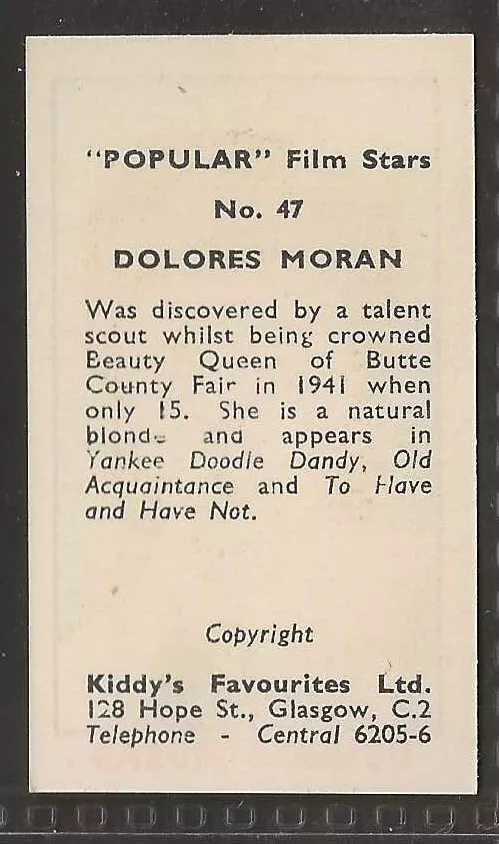 "POPULAR" Film Stars
No. 47
DOLORES MORAN
Was discovered by a talent
scout whilst being crowned
Beauty Queen of Butte
County Fair in 1941 when
only 15. She is a natural
blonde and appears in
Yankee Doodle Dandy, Old
Acquaintance and To Have
and Have Not.
Copyright
Kiddy's Favourites Ltd.
128 Hope St., Glasgow, C.2
Telephone - Central 6205-6